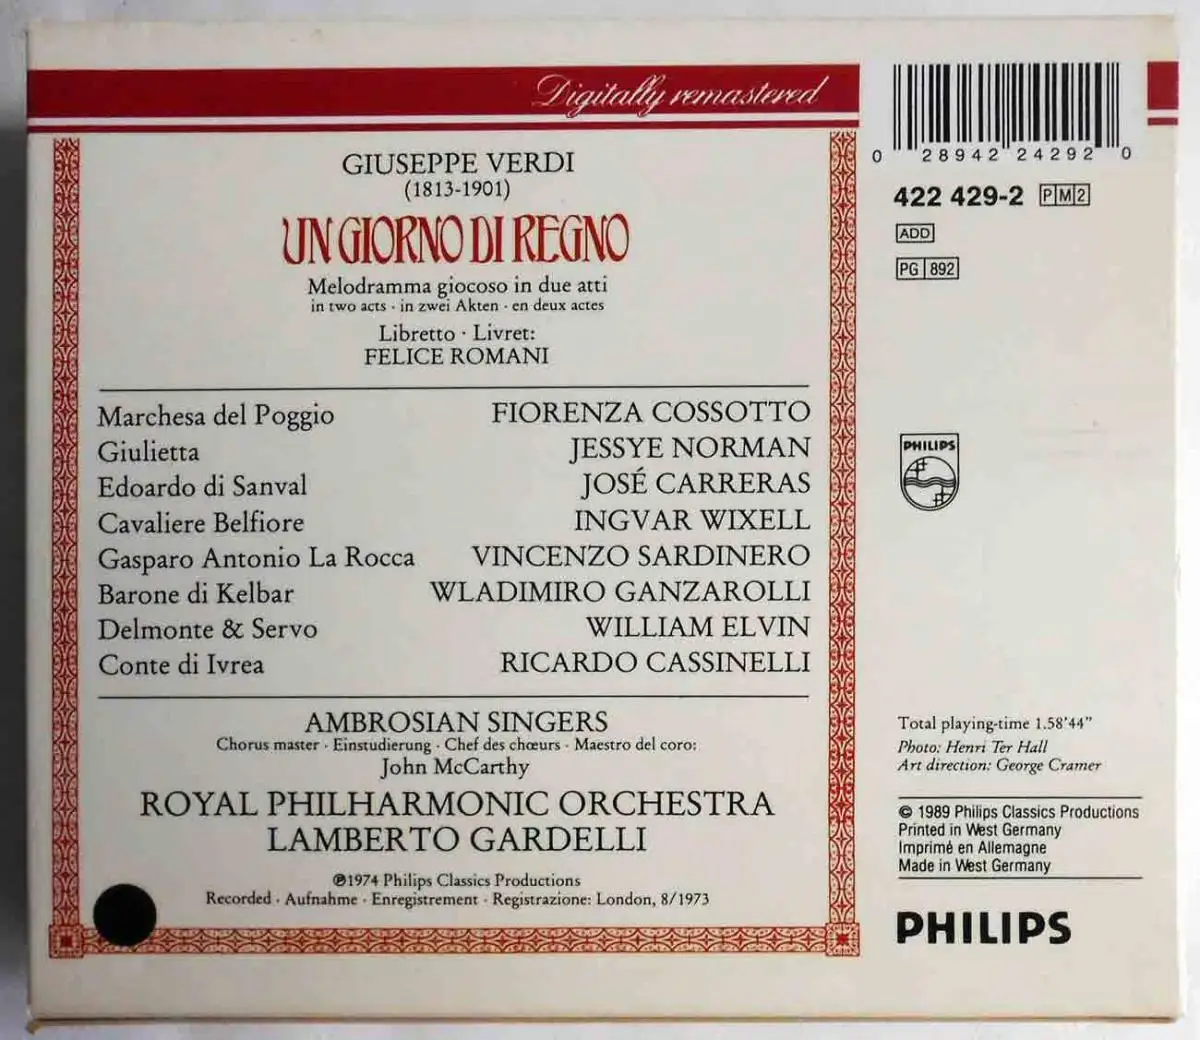 Digitally remastered
GIUSEPPE VERDI
(1813-1901)
UN GIORNO DI REGNO
Melodramma giocoso in due atti
in two acts · in zwei Akten · en deux actes
Libretto · Livret:
FELICE ROMANI
Marchesa del Poggio FIORENZA COSSOTTO
Giulietta JESSYE NORMAN
Edoardo di Sanval JOSÉ CARRERAS
Cavaliere Belfiore INGVAR WIXELL
Gasparo Antonio La Rocca VINCENZO SARDINERO
Barone di Kelbar WLADIMIRO GANZAROLLI
Delmonte & Servo WILLIAM ELVIN
Conte di Ivrea RICARDO CASSINELLI
AMBROSIAN SINGERS
Chorus master · Einstudierung · Chef des chœurs · Maestro del coro:
John McCarthy
ROYAL PHILHARMONIC ORCHESTRA
LAMBERTO GARDELLI
℗1974 Philips Classics Productions
Recorded · Aufnahme · Enregistrement · Registrazione: London, 8/1973
0 28942 24292 0
422 429-2 PM2
ADD
PG 892
PHILIPS
Total playing-time 1.58'44"
Photo: Henri Ter Hall
Art direction: George Cramer
© 1989 Philips Classics Productions
Printed in West Germany
Imprimé en Allemagne
Made in West Germany
PHILIPS